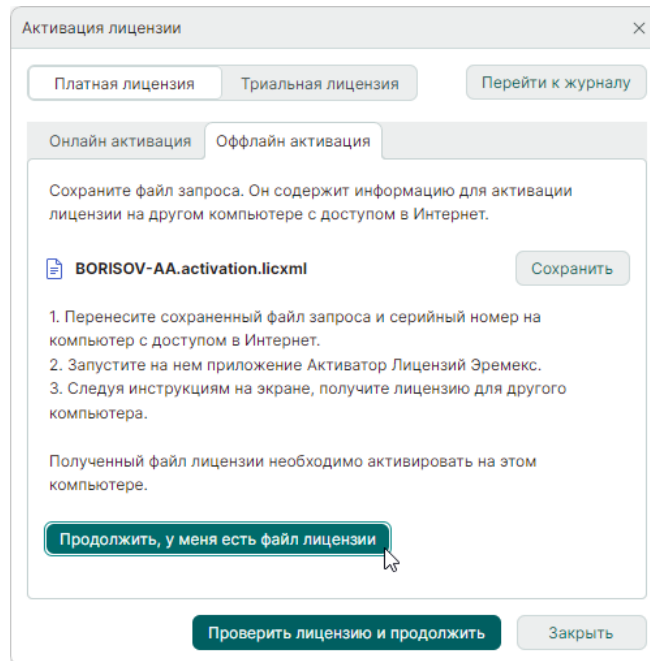 Активация лицензии
Платная лицензия
Триальная лицензия
Перейти к журналу
Онлайн активация
Оффлайн активация
Сохраните файл запроса. Он содержит информацию для активации
лицензии на другом компьютере с доступом в Интернет.
BORISOV-AA.activation.licxml
Сохранить
1. Перенесите сохраненный файл запроса и серийный номер на
компьютер с доступом в Интернет.
2. Запустите на нем приложение Активатор Лицензий Эремекс.
3. Следуя инструкциям на экране, получите лицензию для другого
компьютера.
Полученный файл лицензии необходимо активировать на этом
компьютере.
Продолжить, у меня есть файл лицензии
Проверить лицензию и продолжить
Закрыть